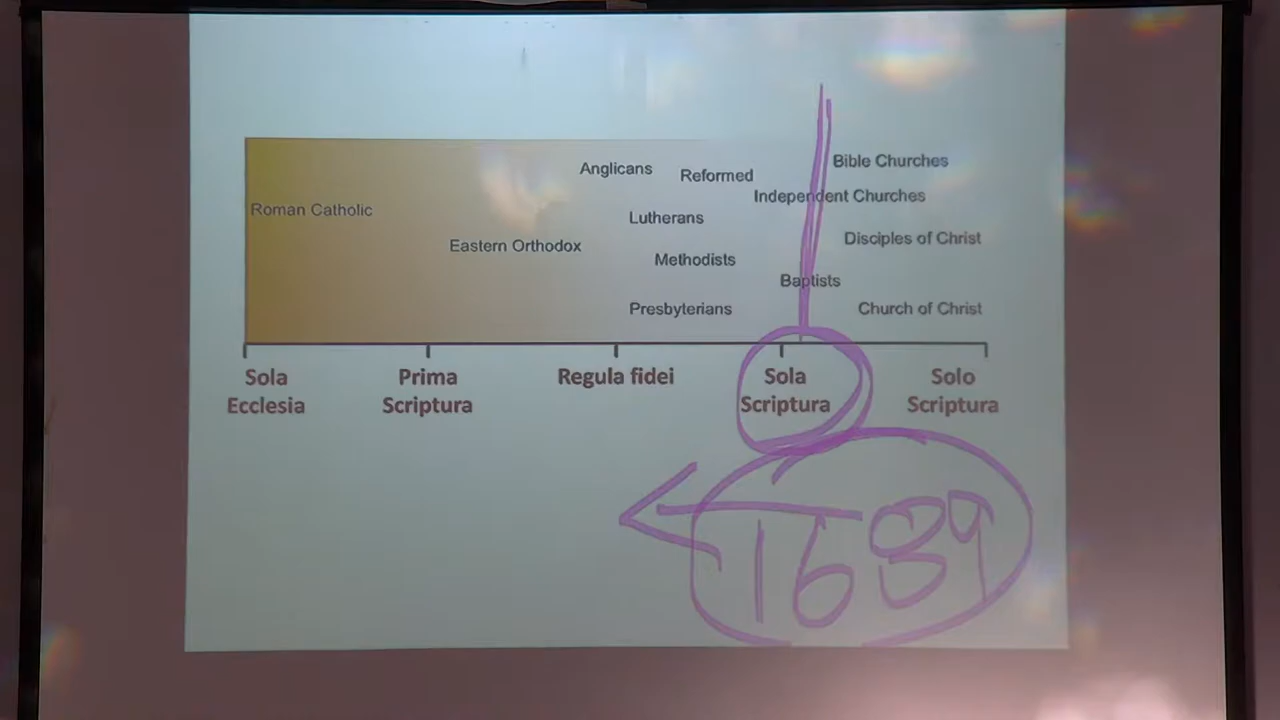 Bible Churches
Anglicans
Reformed
Independent Churches
Roman Catholic
Lutherans
Disciples of Christ
Eastern Orthodox
Methodists
Baptists
Presbyterians
Church of Christ
Sola
Ecclesia
Prima
Scriptura
Regula fidei
Sola
Scriptura
Solo
Scriptura
1689